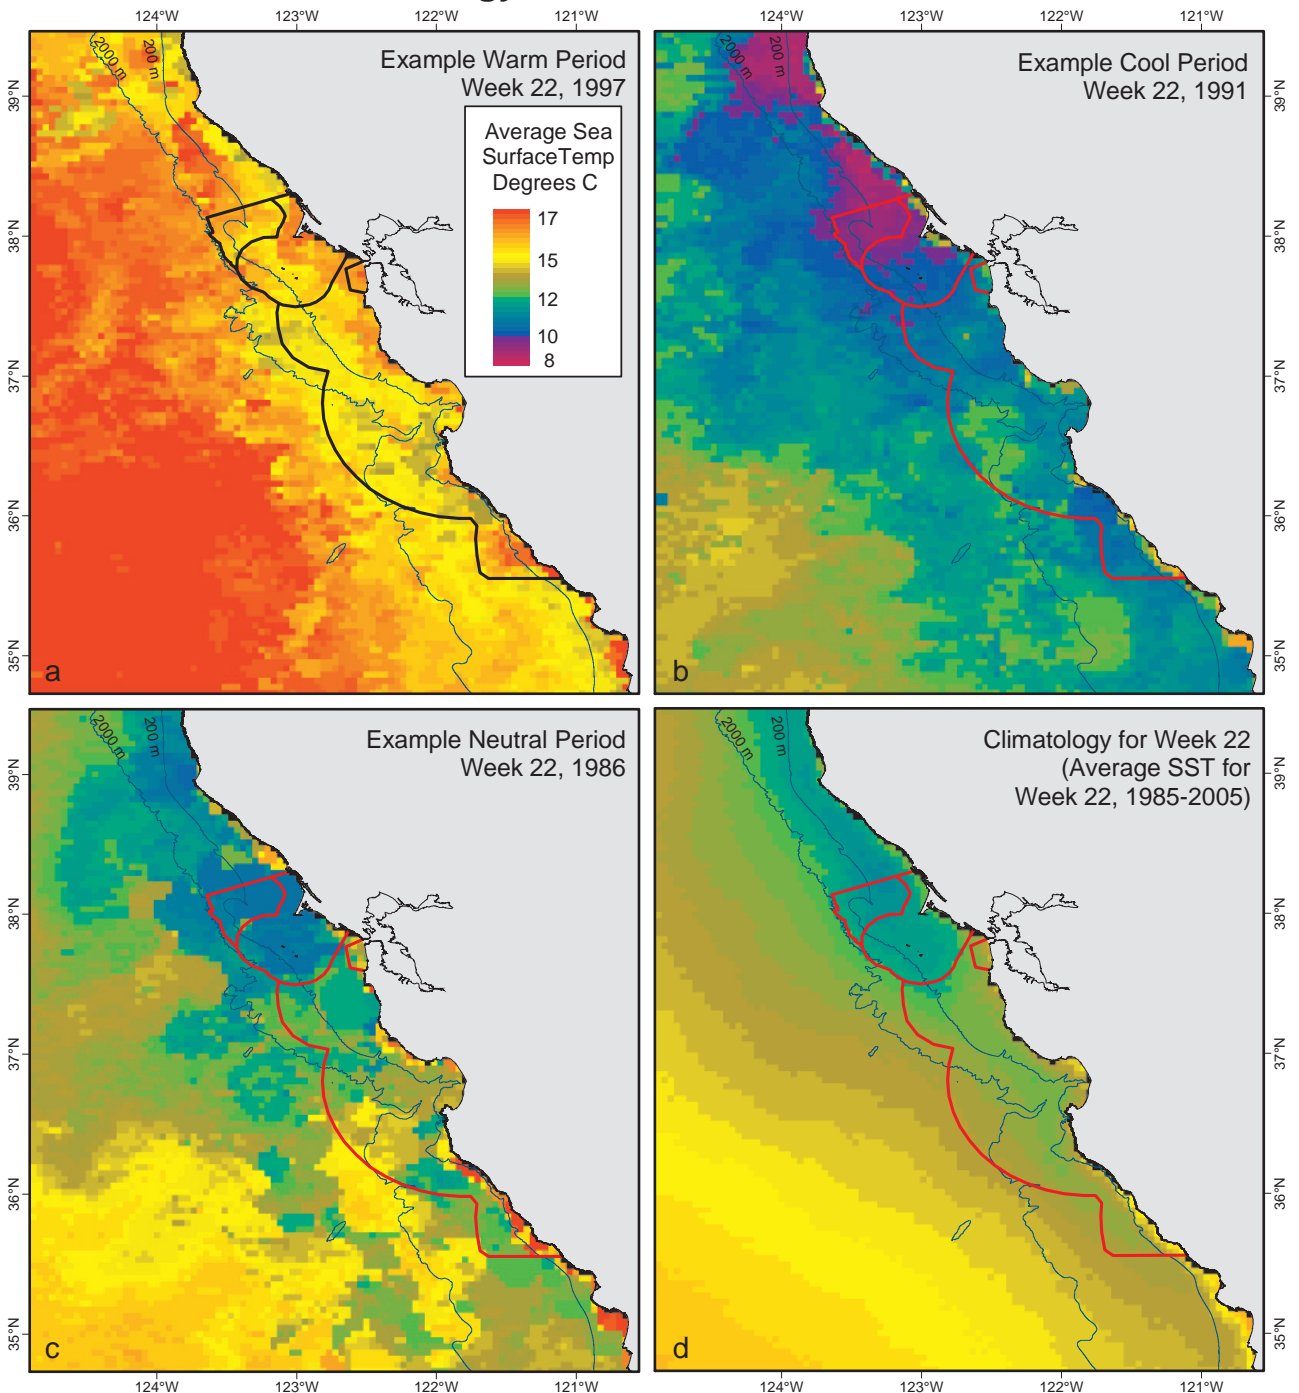 gy
124°W 123°W 122°W 121°W 124°W 123°W 122°W 121°W
39°N
38°N
37°N
36°N
35°N
2000 m
200 m
Example Warm Period
Week 22, 1997
Average Sea
SurfaceTemp
Degrees C
17
15
12
10
8
a
2000 m
200 m
Example Cool Period
Week 22, 1991
b
39°N
38°N
37°N
36°N
35°N
39°N
38°N
37°N
36°N
35°N
2000 m
200 m
Example Neutral Period
Week 22, 1986
c
2000 m
200 m
Climatology for Week 22
(Average SST for
Week 22, 1985-2005)
d
39°N
38°N
37°N
36°N
35°N
124°W 123°W 122°W 121°W 124°W 123°W 122°W 121°W